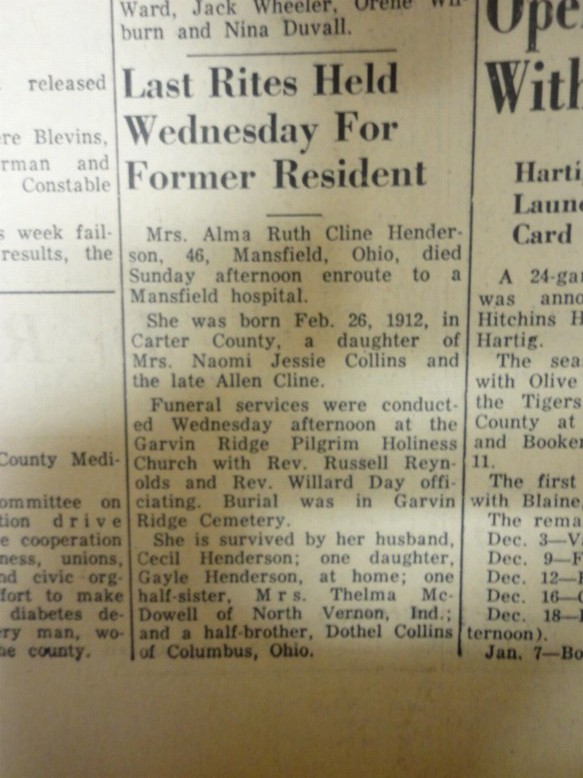 released
re Blevins,
rman and
Constable
s week fail-
results, the
County Medi-
ommittee on
tion drive
e cooperation
ness, unions,
nd civic org-
fort to make
diabetes de-
ry man, wo-
he county.
Ward, Jack Wheeler, Orene Wil-
burn and Nina Duvall.
Last Rites Held
Wednesday For
Former Resident
Mrs. Alma Ruth Cline Hender-
son, 46, Mansfield, Ohio, died
Sunday afternoon enroute to a
Mansfield hospital.
She was born Feb. 26, 1912, in
Carter County, a daughter of
Mrs. Naomi Jessie Collins and
the late Allen Cline.
Funeral services were conduct-
ed Wednesday afternoon at the
Garvin Ridge Pilgrim Holiness
Church with Rev. Russell Reyn-
olds and Rev. Willard Day offi-
ciating. Burial was in Garvin
Ridge Cemetery.
She is survived by her husband,
Cecil Henderson; one daughter,
Gayle Henderson, at home; one
half-sister, Mrs. Thelma Mc-
Dowell of North Vernon, Ind.;
and a half-brother, Dothel Collins
of Columbus, Ohio.
Ope
With
Harti
Laun
Card
A 24-ga
was anno
Hitchins H
Hartig.
The sea
with Olive
the Tigers
County at
and Booker
11.
The first
with Blaine,
The rema
Dec. 3—V
Dec. 9—F
Dec. 12—
Dec. 16—
Dec. 18—
ternoon).
Jan. 7—Bo